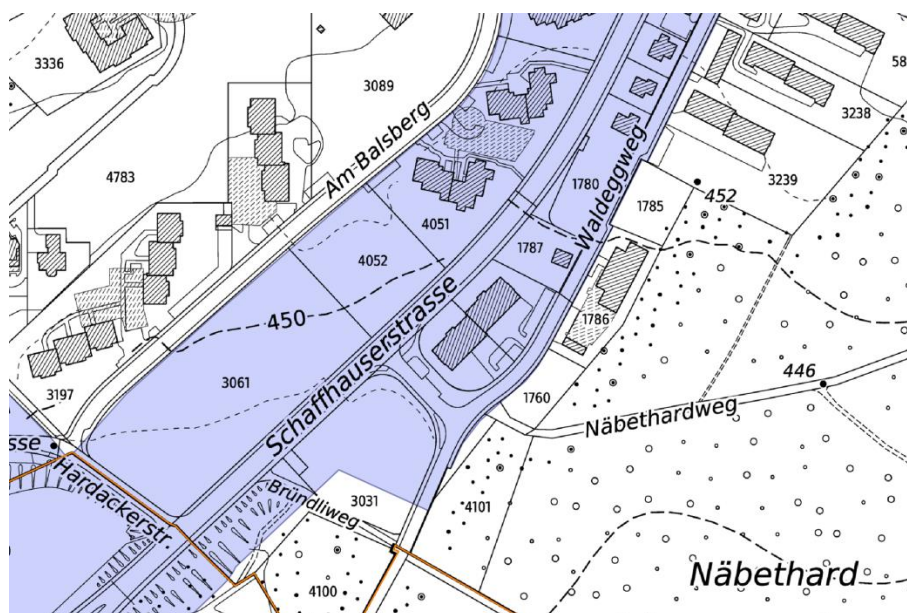 3336
3089
58
3238
4783
Am Balsberg
1780
Waldeggweg
452
3239
1785
4051
1787
4052
450
Schaffhauserstrasse
1786
446
3061
3197
1760
Näbethardweg
sse
Hardackerstr
Bründliweg
3031
4101
4100
Näbethard